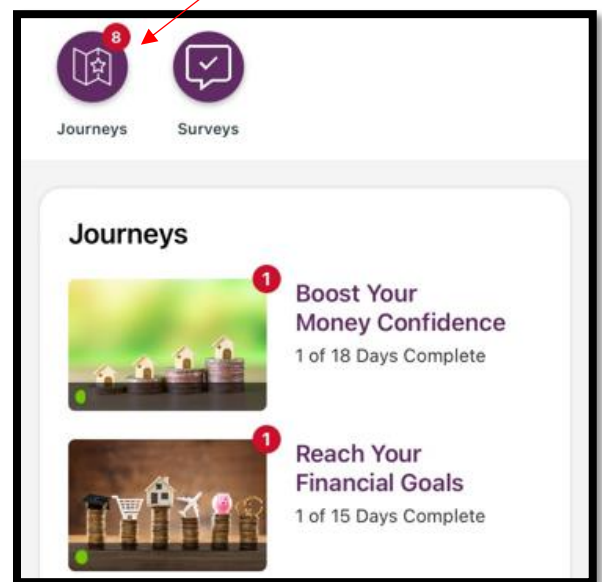 8
Journeys
Surveys
Journeys
1
Boost Your
Money Confidence
1 of 18 Days Complete
1
Reach Your
Financial Goals
1 of 15 Days Complete